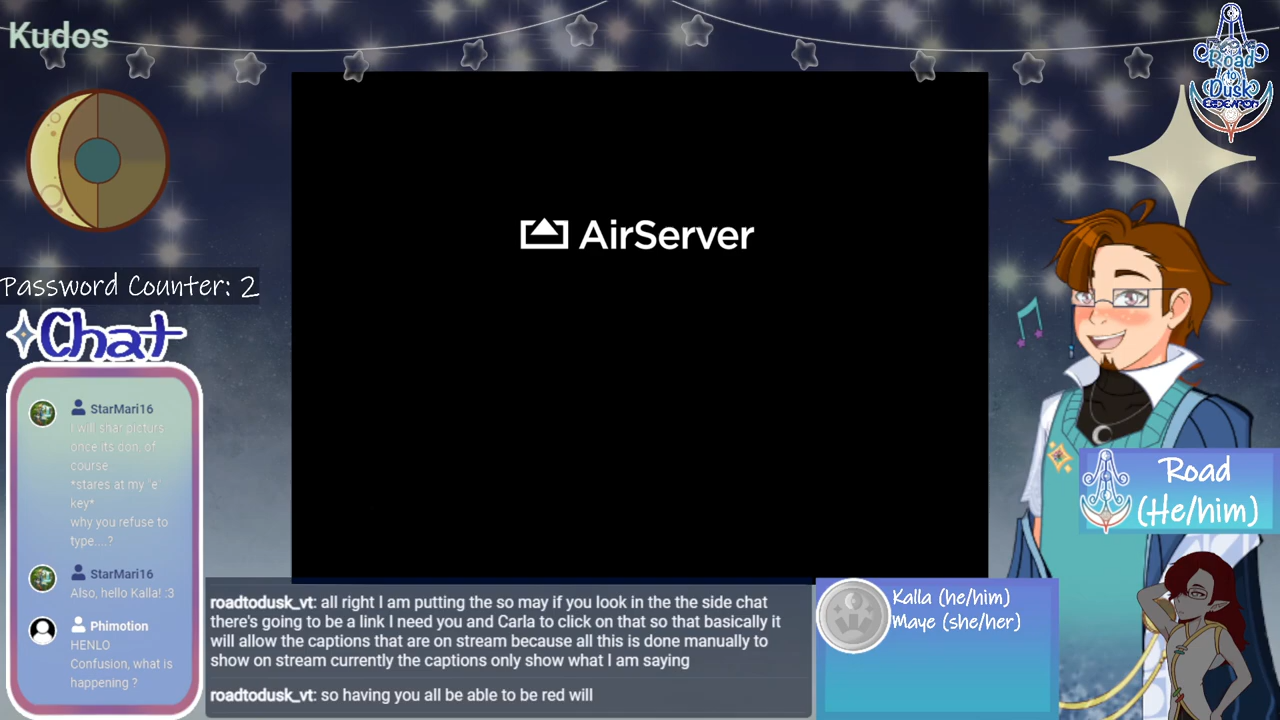 Kudos
Road
to
Dusk
AirServer
Password Counter: 2
Chat
StarMari16
I will shar picturs
once its don, of
course
*stares at my 'e'
key*
why you refuse to
type....?
StarMari16
Also, hello Kalla! :3
Phimotion
HENLO
Confusion, what is
happening ?
roadtodusk_vt: all right I am putting the so may if you look in the the side chat
there's going to be a link I need you and Carla to click on that so that basically it
will allow the captions that are on stream because all this is done manually to
show on stream currently the captions only show what I am saying
roadtodusk_vt: so having you all be able to be red will
Kalla (he/him)
Maye (she/her)
Road
(He/him)